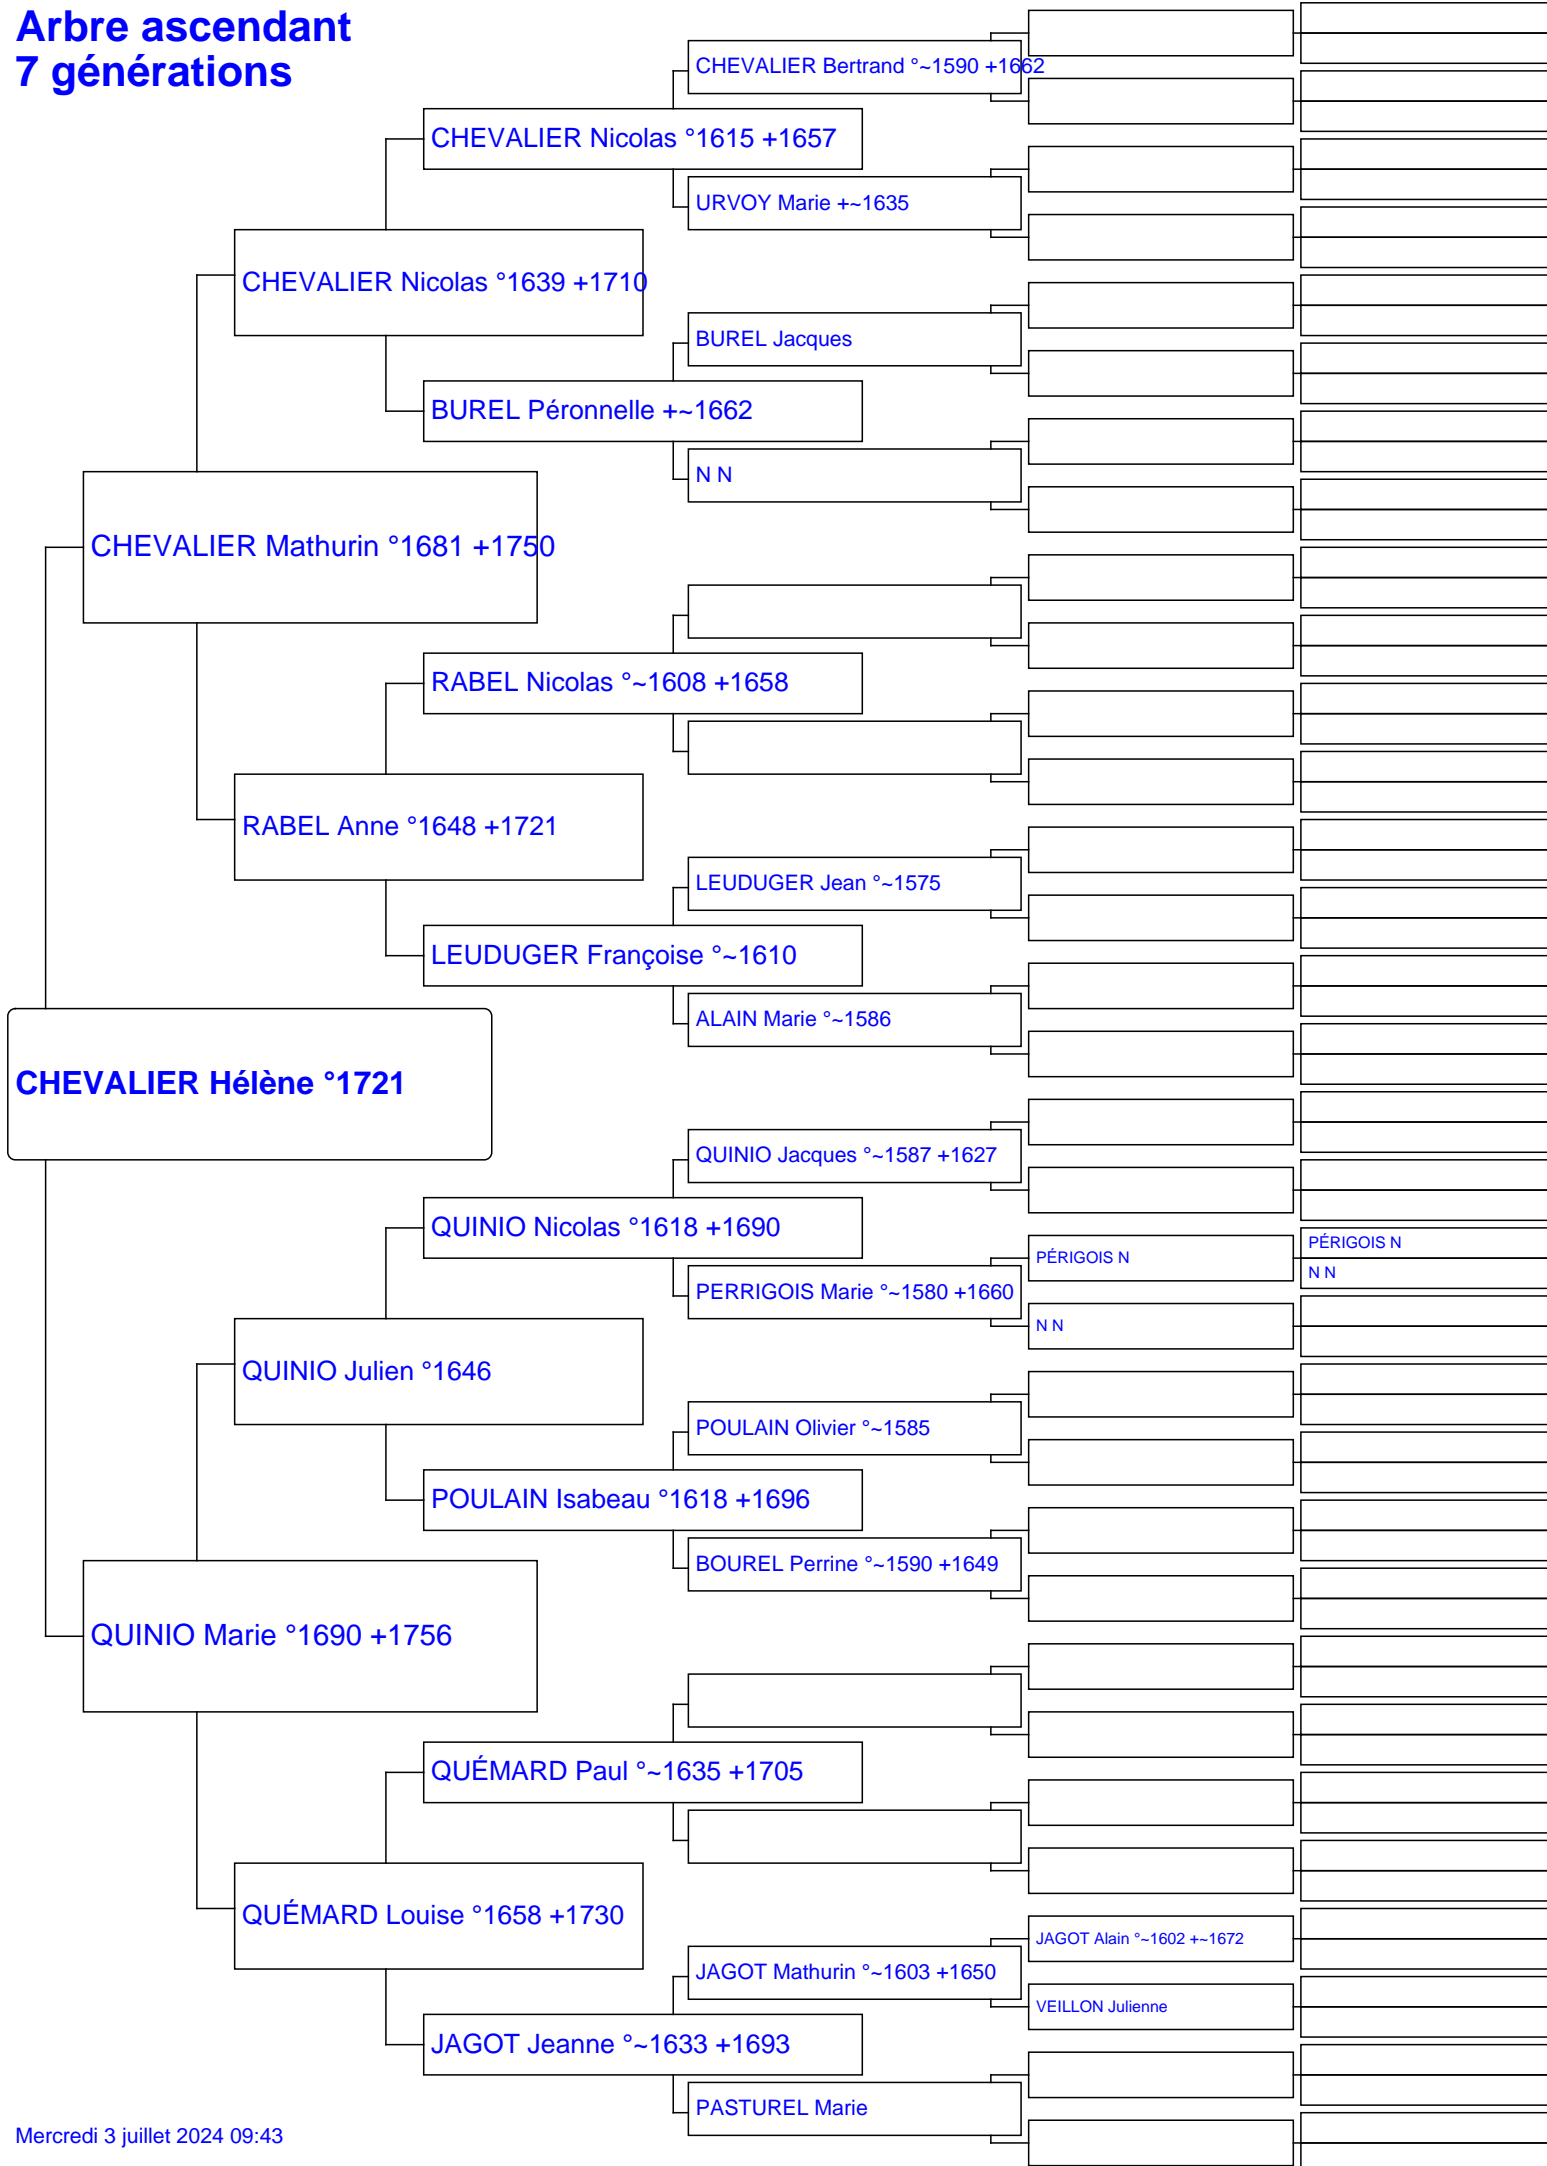 Arbre ascendant
7 générations
CHEVALIER Bertrand °~1590 +1662
CHEVALIER Nicolas °1615 +1657
URVOY Marie +~1635
CHEVALIER Nicolas °1639 +1710
BUREL Jacques
BUREL Péronnelle +~1662
N N
CHEVALIER Mathurin °1681 +1750
RABEL Nicolas °~1608 +1658
RABEL Anne °1648 +1721
LEUDUGER Jean °~1575
LEUDUGER Françoise °~1610
ALAIN Marie °~1586
CHEVALIER Hélène °1721
QUINIO Jacques °~1587 +1627
QUINIO Nicolas °1618 +1690
PÉRIGOIS N
PÉRIGOIS N
N N
PERRIGOIS Marie °~1580 +1660
N N
QUINIO Julien °1646
POULAIN Olivier °~1585
POULAIN Isabeau °1618 +1696
BOUREL Perrine °~1590 +1649
QUINIO Marie °1690 +1756
QUÉMARD Paul °~1635 +1705
QUÉMARD Louise °1658 +1730
JAGOT Alain °~1602 +~1672
JAGOT Mathurin °~1603 +1650
VEILLON Julienne
JAGOT Jeanne °~1633 +1693
PASTUREL Marie
Mercredi 3 juillet 2024 09:43